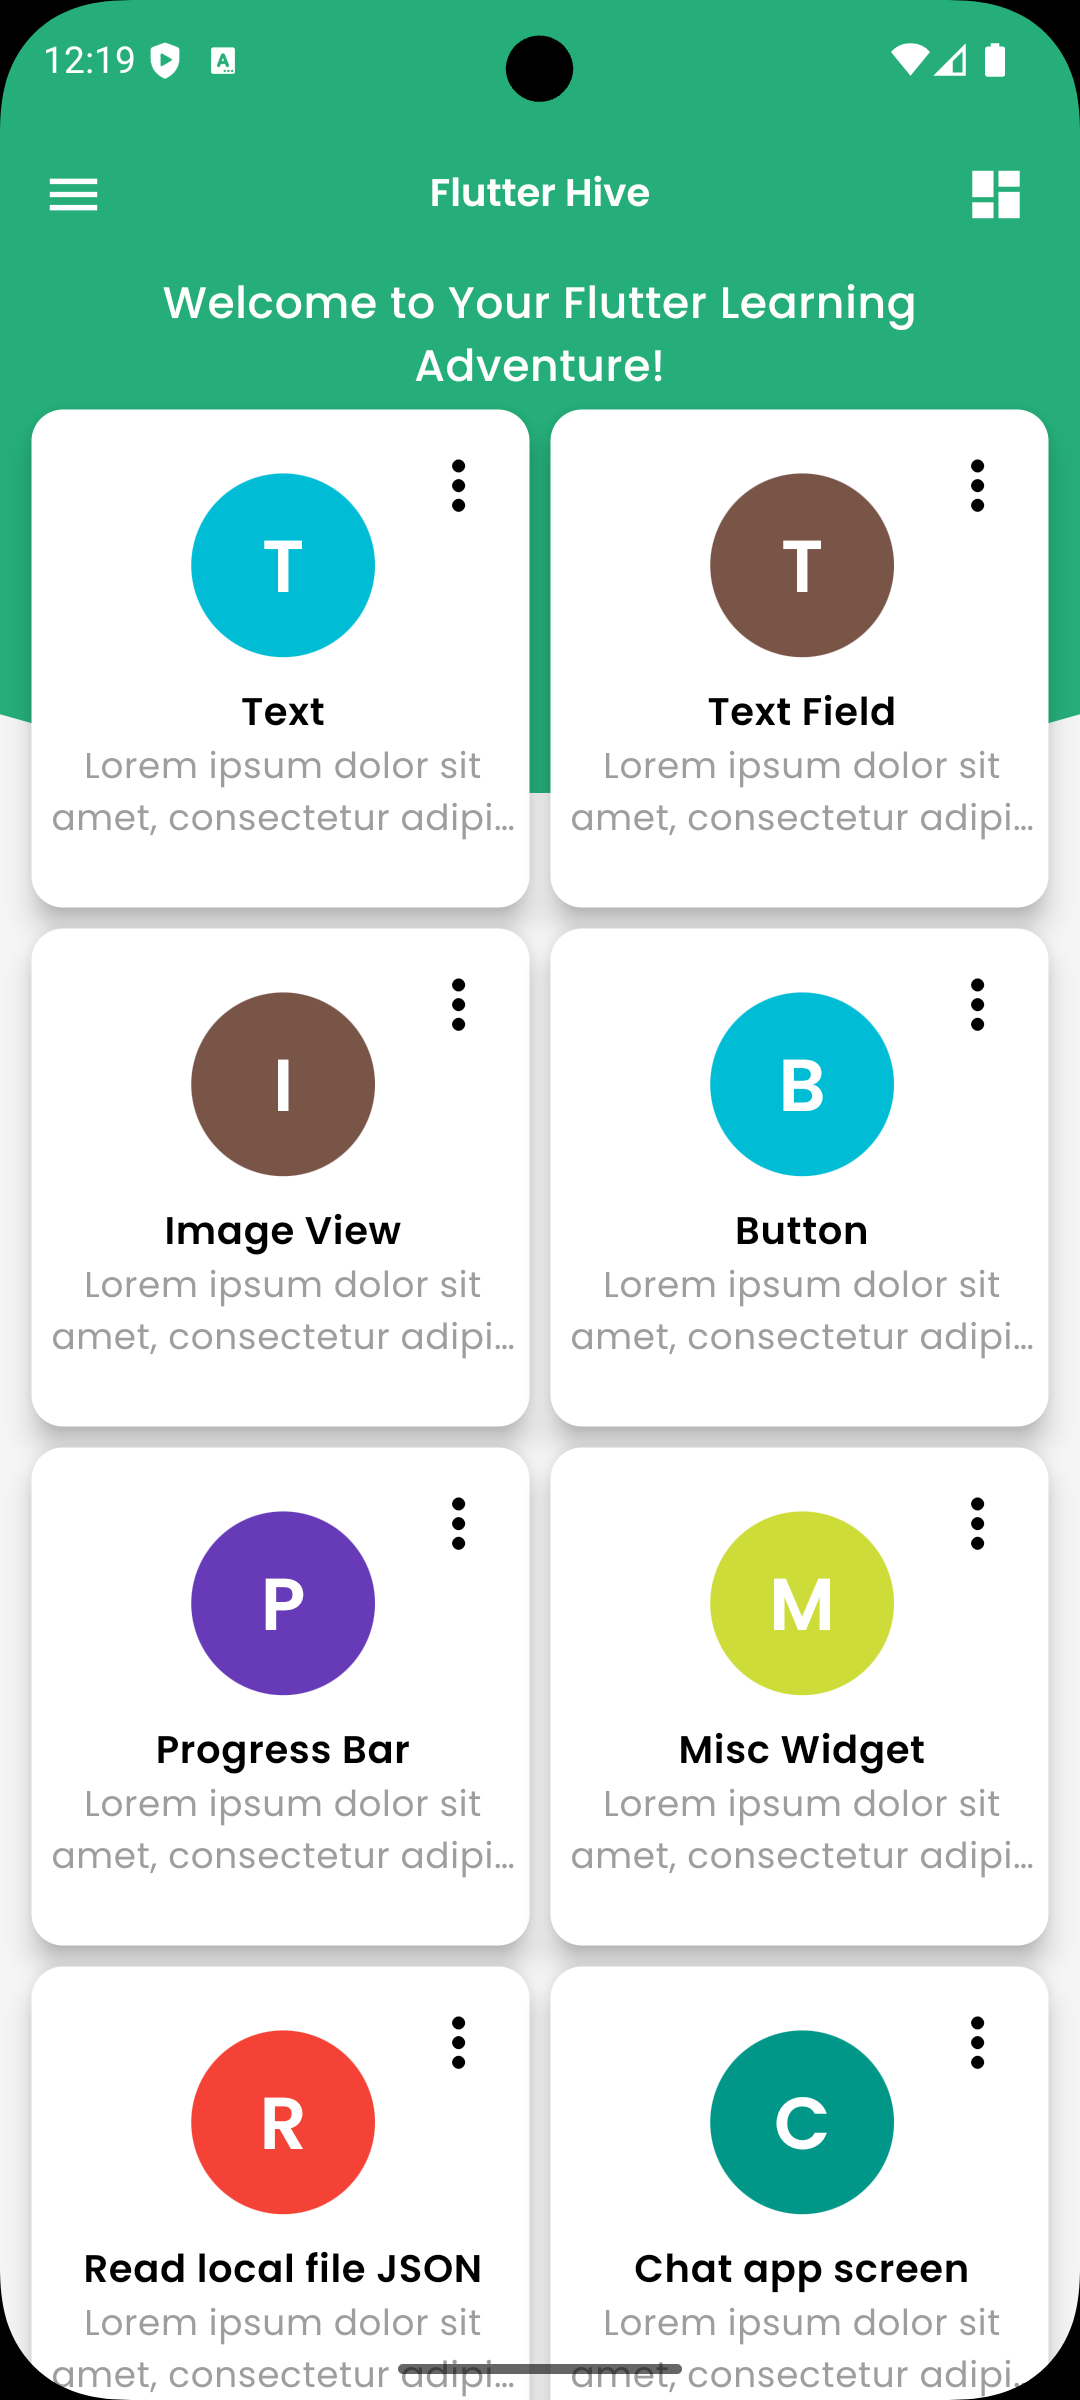 12:19
Flutter Hive
Welcome to Your Flutter Learning
Adventure!
T
Text
Lorem ipsum dolor sit
amet, consectetur adipi...
T
Text Field
Lorem ipsum dolor sit
amet, consectetur adipi...
I
Image View
Lorem ipsum dolor sit
amet, consectetur adipi...
B
Button
Lorem ipsum dolor sit
amet, consectetur adipi...
P
Progress Bar
Lorem ipsum dolor sit
amet, consectetur adipi...
M
Misc Widget
Lorem ipsum dolor sit
amet, consectetur adipi...
R
Read local file JSON
Lorem ipsum dolor sit
amet, consectetur adipi...
C
Chat app screen
Lorem ipsum dolor sit
amet, consectetur adipi...